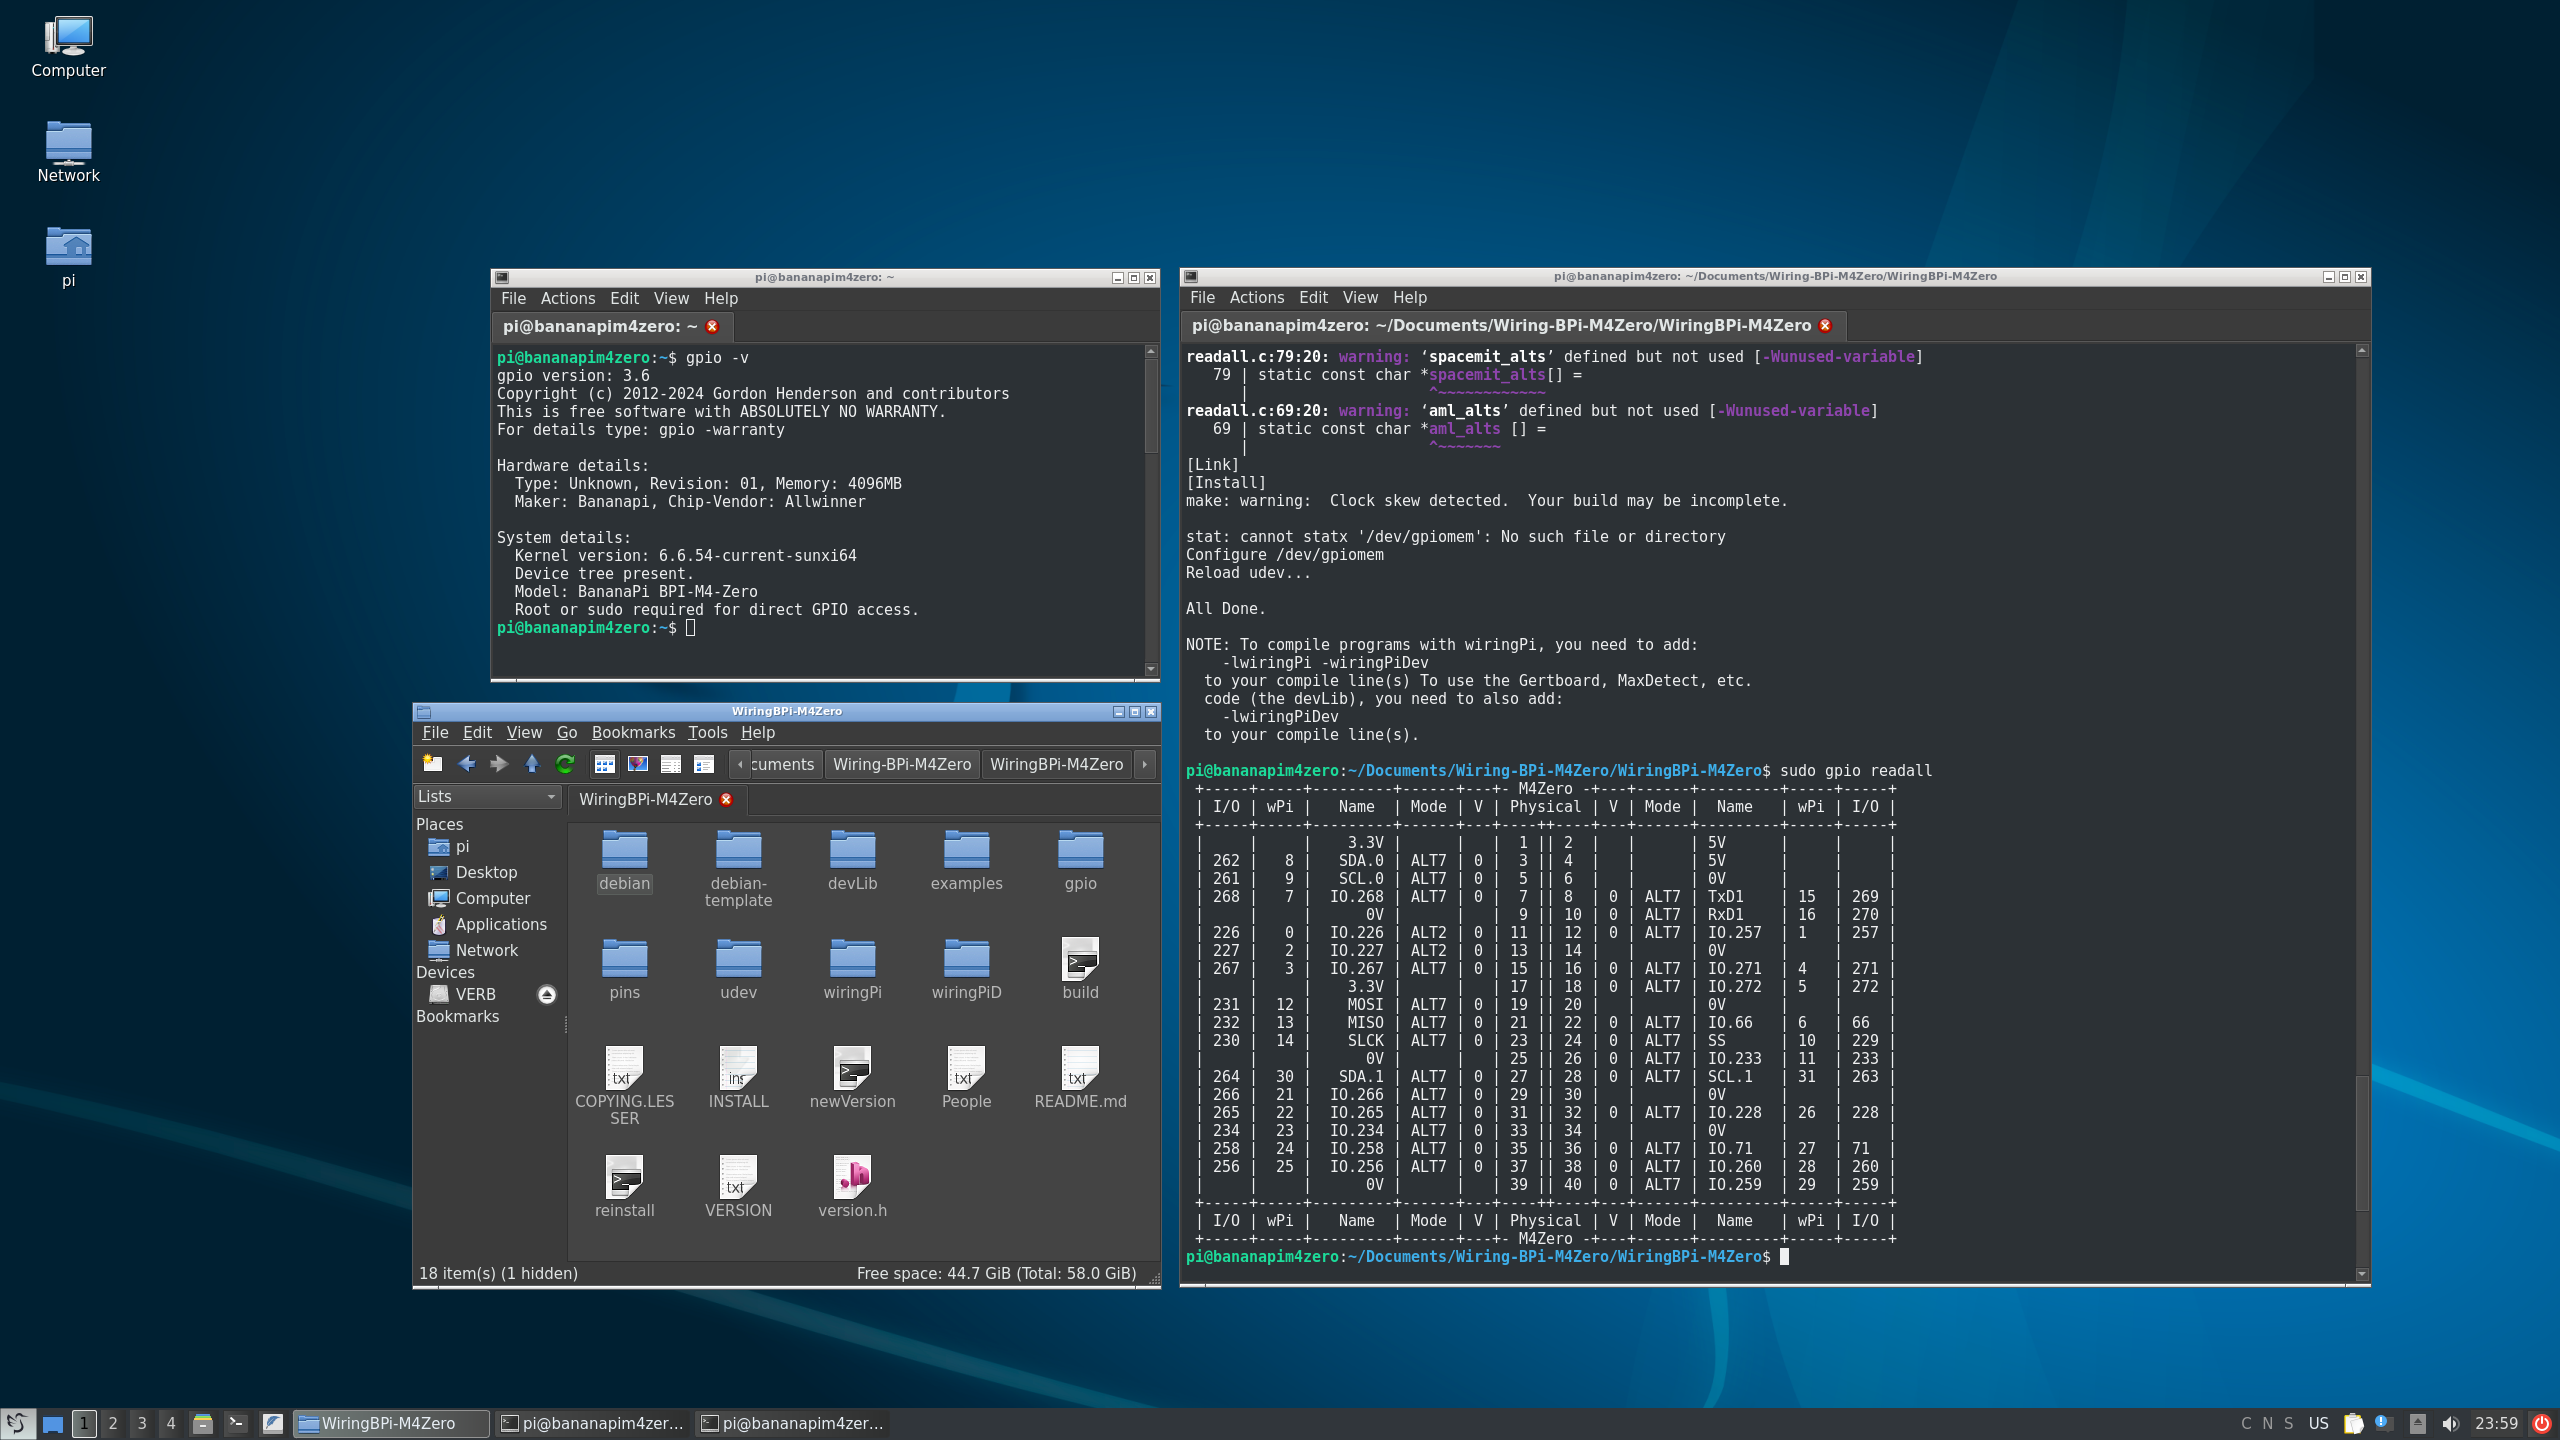 Computer
Network
pi
pi@bananapim4zero: ~
File Actions Edit View Help
pi@bananapim4zero: ~
pi@bananapim4zero:~$ gpio -v
gpio version: 3.6
Copyright (c) 2012-2024 Gordon Henderson and contributors
This is free software with ABSOLUTELY NO WARRANTY.
For details type: gpio -warranty
Hardware details:
  Type: Unknown, Revision: 01, Memory: 4096MB
  Maker: Bananapi, Chip-Vendor: Allwinner
System details:
  Kernel version: 6.6.54-current-sunxi64
  Device tree present.
  Model: BananaPi BPI-M4-Zero
  Root or sudo required for direct GPIO access.
pi@bananapim4zero:~$
WiringBPi-M4Zero
File Edit View Go Bookmarks Tools Help
cuments Wiring-BPi-M4Zero WiringBPi-M4Zero
Lists
WiringBPi-M4Zero
Places
pi
Desktop
Computer
Applications
Network
Devices
VERB
Bookmarks
debian
debian-
template
devLib
examples
gpio
pins
udev
wiringPi
wiringPiD
build
txt
COPYING.LES
SER
ins
INSTALL
newVersion
txt
People
txt
README.md
reinstall
txt
VERSION
h
version.h
18 item(s) (1 hidden)
Free space: 44.7 GiB (Total: 58.0 GiB)
pi@bananapim4zero: ~/Documents/Wiring-BPi-M4Zero/WiringBPi-M4Zero
File Actions Edit View Help
pi@bananapim4zero: ~/Documents/Wiring-BPi-M4Zero/WiringBPi-M4Zero
readall.c:79:20: warning: ‘spacemit_alts’ defined but not used [-Wunused-variable]
   79 | static const char *spacemit_alts[] =
      |                    ^~~~~~~~~~~~~
readall.c:69:20: warning: ‘aml_alts’ defined but not used [-Wunused-variable]
   69 | static const char *aml_alts [] =
      |                    ^~~~~~~~
[Link]
[Install]
make: warning:  Clock skew detected.  Your build may be incomplete.
stat: cannot statx '/dev/gpiomem': No such file or directory
Configure /dev/gpiomem
Reload udev...
All Done.
NOTE: To compile programs with wiringPi, you need to add:
    -lwiringPi -wiringPiDev
  to your compile line(s) To use the Gertboard, MaxDetect, etc.
  code (the devLib), you need to also add:
    -lwiringPiDev
  to your compile line(s).
pi@bananapim4zero:~/Documents/Wiring-BPi-M4Zero/WiringBPi-M4Zero$ sudo gpio readall
 +-----+-----+---------+------+---+- M4Zero -+---+------+---------+-----+-----+
 | I/O | wPi |   Name  | Mode | V | Physical | V | Mode |  Name   | wPi | I/O |
 +-----+-----+---------+------+---+----++----+---+------+---------+-----+-----+
 |     |     |    3.3V |      |   |  1 || 2  |   |      | 5V      |     |     |
 | 262 |   8 |   SDA.0 | ALT7 | 0 |  3 || 4  |   |      | 5V      |     |     |
 | 261 |   9 |   SCL.0 | ALT7 | 0 |  5 || 6  |   |      | 0V      |     |     |
 | 268 |   7 |  IO.268 | ALT7 | 0 |  7 || 8  | 0 | ALT7 | TxD1    | 15  | 269 |
 |     |     |      0V |      |   |  9 || 10 | 0 | ALT7 | RxD1    | 16  | 270 |
 | 226 |   0 |  IO.226 | ALT2 | 0 | 11 || 12 | 0 | ALT7 | IO.257  | 1   | 257 |
 | 227 |   2 |  IO.227 | ALT2 | 0 | 13 || 14 |   |      | 0V      |     |     |
 | 267 |   3 |  IO.267 | ALT7 | 0 | 15 || 16 | 0 | ALT7 | IO.271  | 4   | 271 |
 |     |     |    3.3V |      |   | 17 || 18 | 0 | ALT7 | IO.272  | 5   | 272 |
 | 231 |  12 |    MOSI | ALT7 | 0 | 19 || 20 |   |      | 0V      |     |     |
 | 232 |  13 |    MISO | ALT7 | 0 | 21 || 22 | 0 | ALT7 | IO.66   | 6   | 66  |
 | 230 |  14 |    SLCK | ALT7 | 0 | 23 || 24 | 0 | ALT7 | SS      | 10  | 229 |
 |     |     |      0V |      |   | 25 || 26 | 0 | ALT7 | IO.233  | 11  | 233 |
 | 264 |  30 |   SDA.1 | ALT7 | 0 | 27 || 28 | 0 | ALT7 | SCL.1   | 31  | 263 |
 | 266 |  21 |  IO.266 | ALT7 | 0 | 29 || 30 |   |      | 0V      |     |     |
 | 265 |  22 |  IO.265 | ALT7 | 0 | 31 || 32 | 0 | ALT7 | IO.228  | 26  | 228 |
 | 234 |  23 |  IO.234 | ALT7 | 0 | 33 || 34 |   |      | 0V      |     |     |
 | 258 |  24 |  IO.258 | ALT7 | 0 | 35 || 36 | 0 | ALT7 | IO.71   | 27  | 71  |
 | 256 |  25 |  IO.256 | ALT7 | 0 | 37 || 38 | 0 | ALT7 | IO.260  | 28  | 260 |
 |     |     |      0V |      |   | 39 || 40 | 0 | ALT7 | IO.259  | 29  | 259 |
 +-----+-----+---------+------+---+----++----+---+------+---------+-----+-----+
 | I/O | wPi |   Name  | Mode | V | Physical | V | Mode |  Name   | wPi | I/O |
 +-----+-----+---------+------+---+- M4Zero -+---+------+---------+-----+-----+
pi@bananapim4zero:~/Documents/Wiring-BPi-M4Zero/WiringBPi-M4Zero$
1 2 3 4 WiringBPi-M4Zero pi@bananapim4zer... pi@bananapim4zer... C N S US 23:59